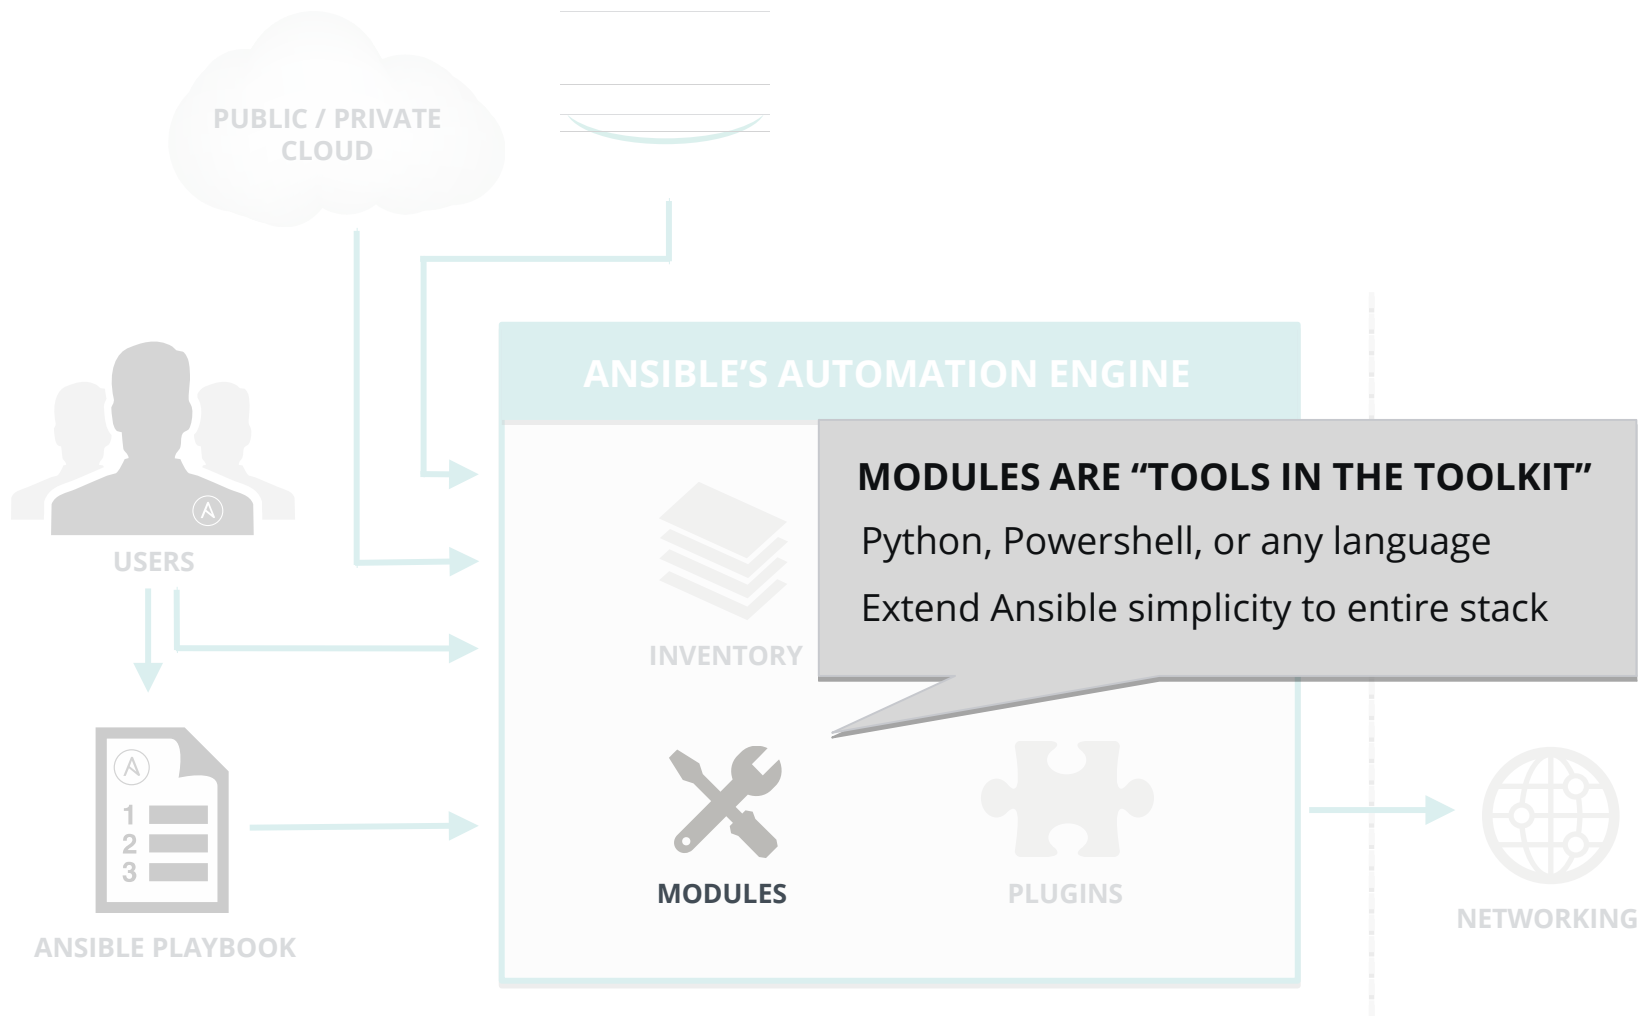 PUBLIC / PRIVATE
CLOUD
ANSIBLE’S AUTOMATION ENGINE
MODULES ARE “TOOLS IN THE TOOLKIT”
Python, Powershell, or any language
Extend Ansible simplicity to entire stack
USERS
INVENTORY
1
2
3
MODULES
PLUGINS
NETWORKING
ANSIBLE PLAYBOOK